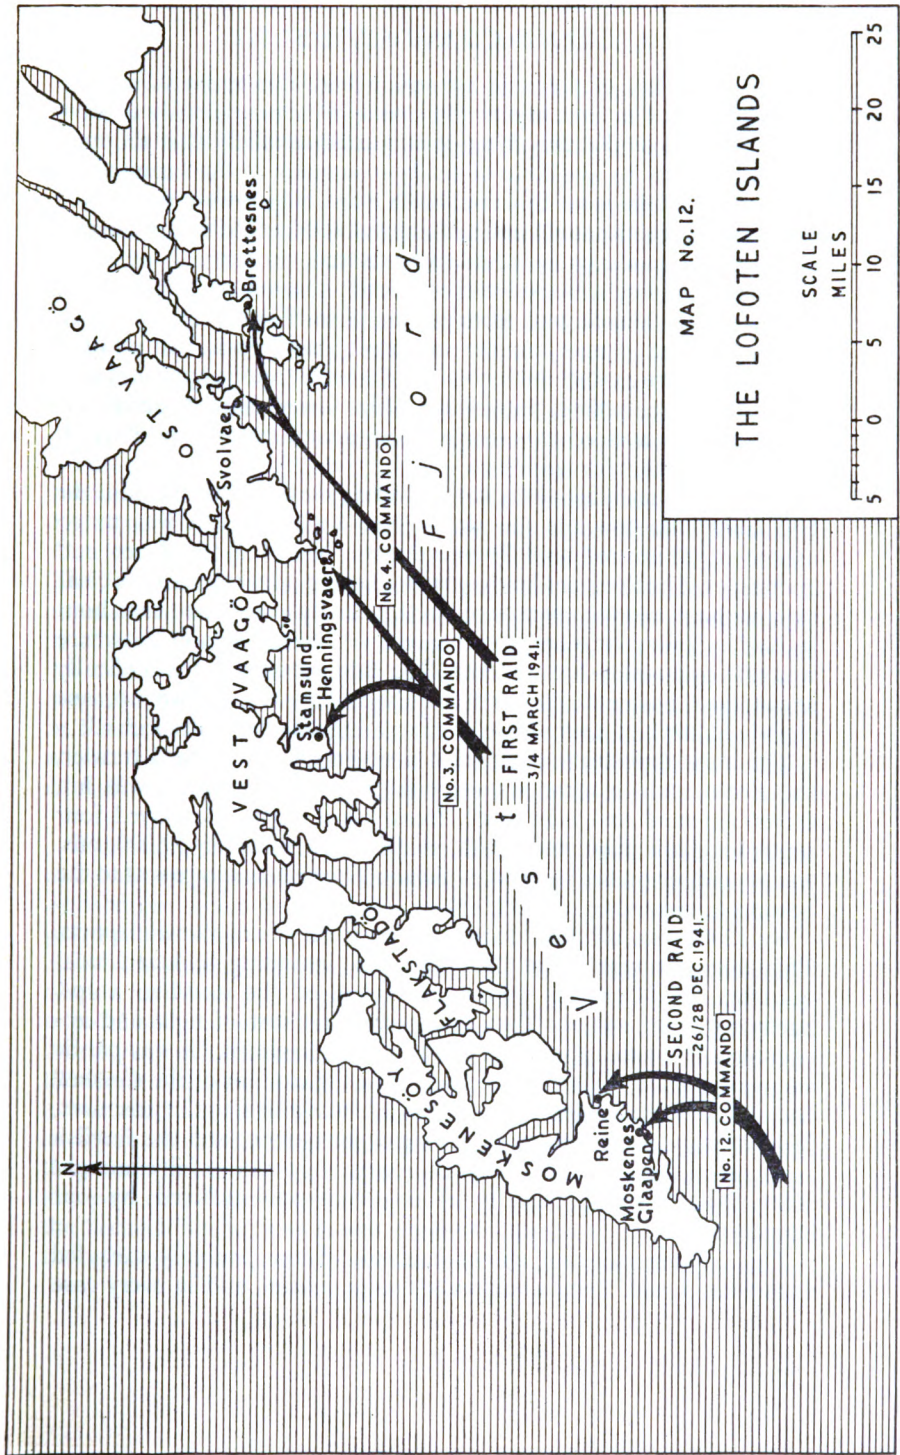 MAP No.12.
THE LOFOTEN ISLANDS
SCALE
MILES
5 0 5 10 15 20 25
N
OST VAAGÖ
Svolvaer
Brettesnes
VEST VAAGÖ
Stamsund
Henningsvaer
FLAKSTADÖ
MOSKENESÖY
Reine
Moskenes
Glaapen
Vest Fjord
No.4. COMMANDO
No.3. COMMANDO
FIRST RAID
3/4 MARCH 1941.
SECOND RAID
26/28 DEC.1941.
No.12. COMMANDO